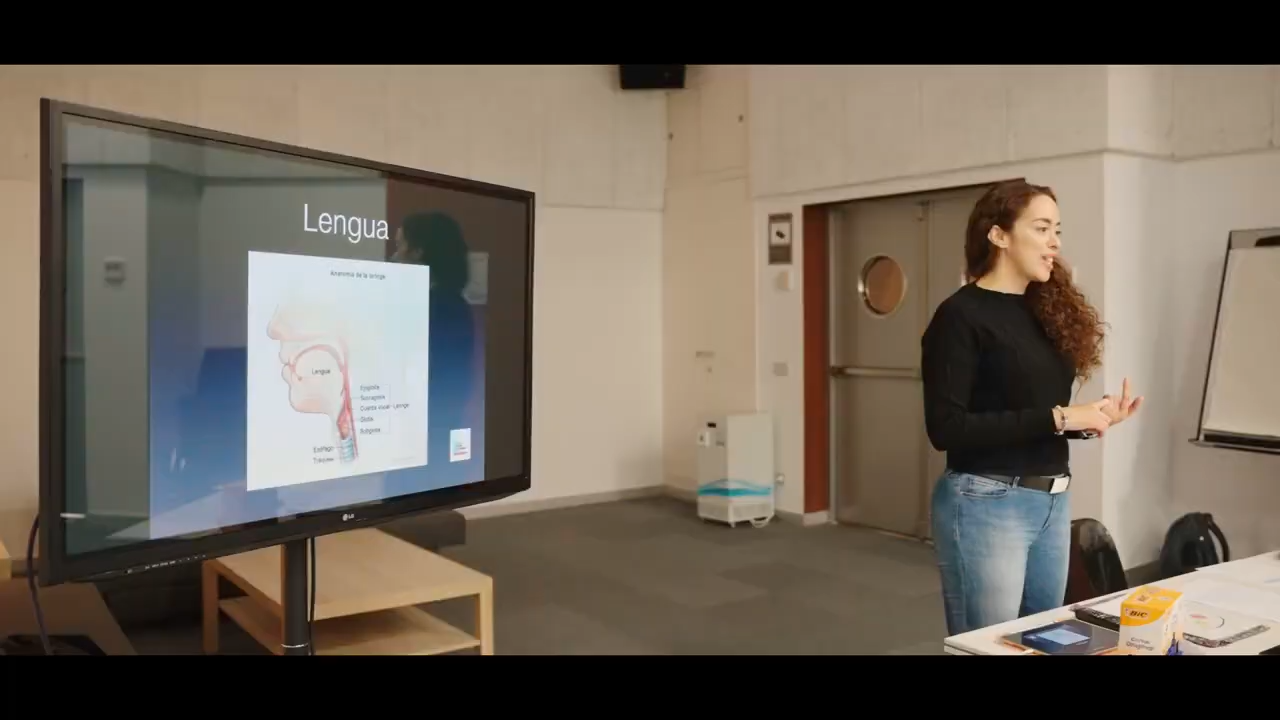 Lengua
Anatomía de la laringe
Lengua
Epiglotis
Supraglotis
Cuerda vocal
Laringe
Glotis
Subglotis
Esófago
Tráquea
LG
BIC